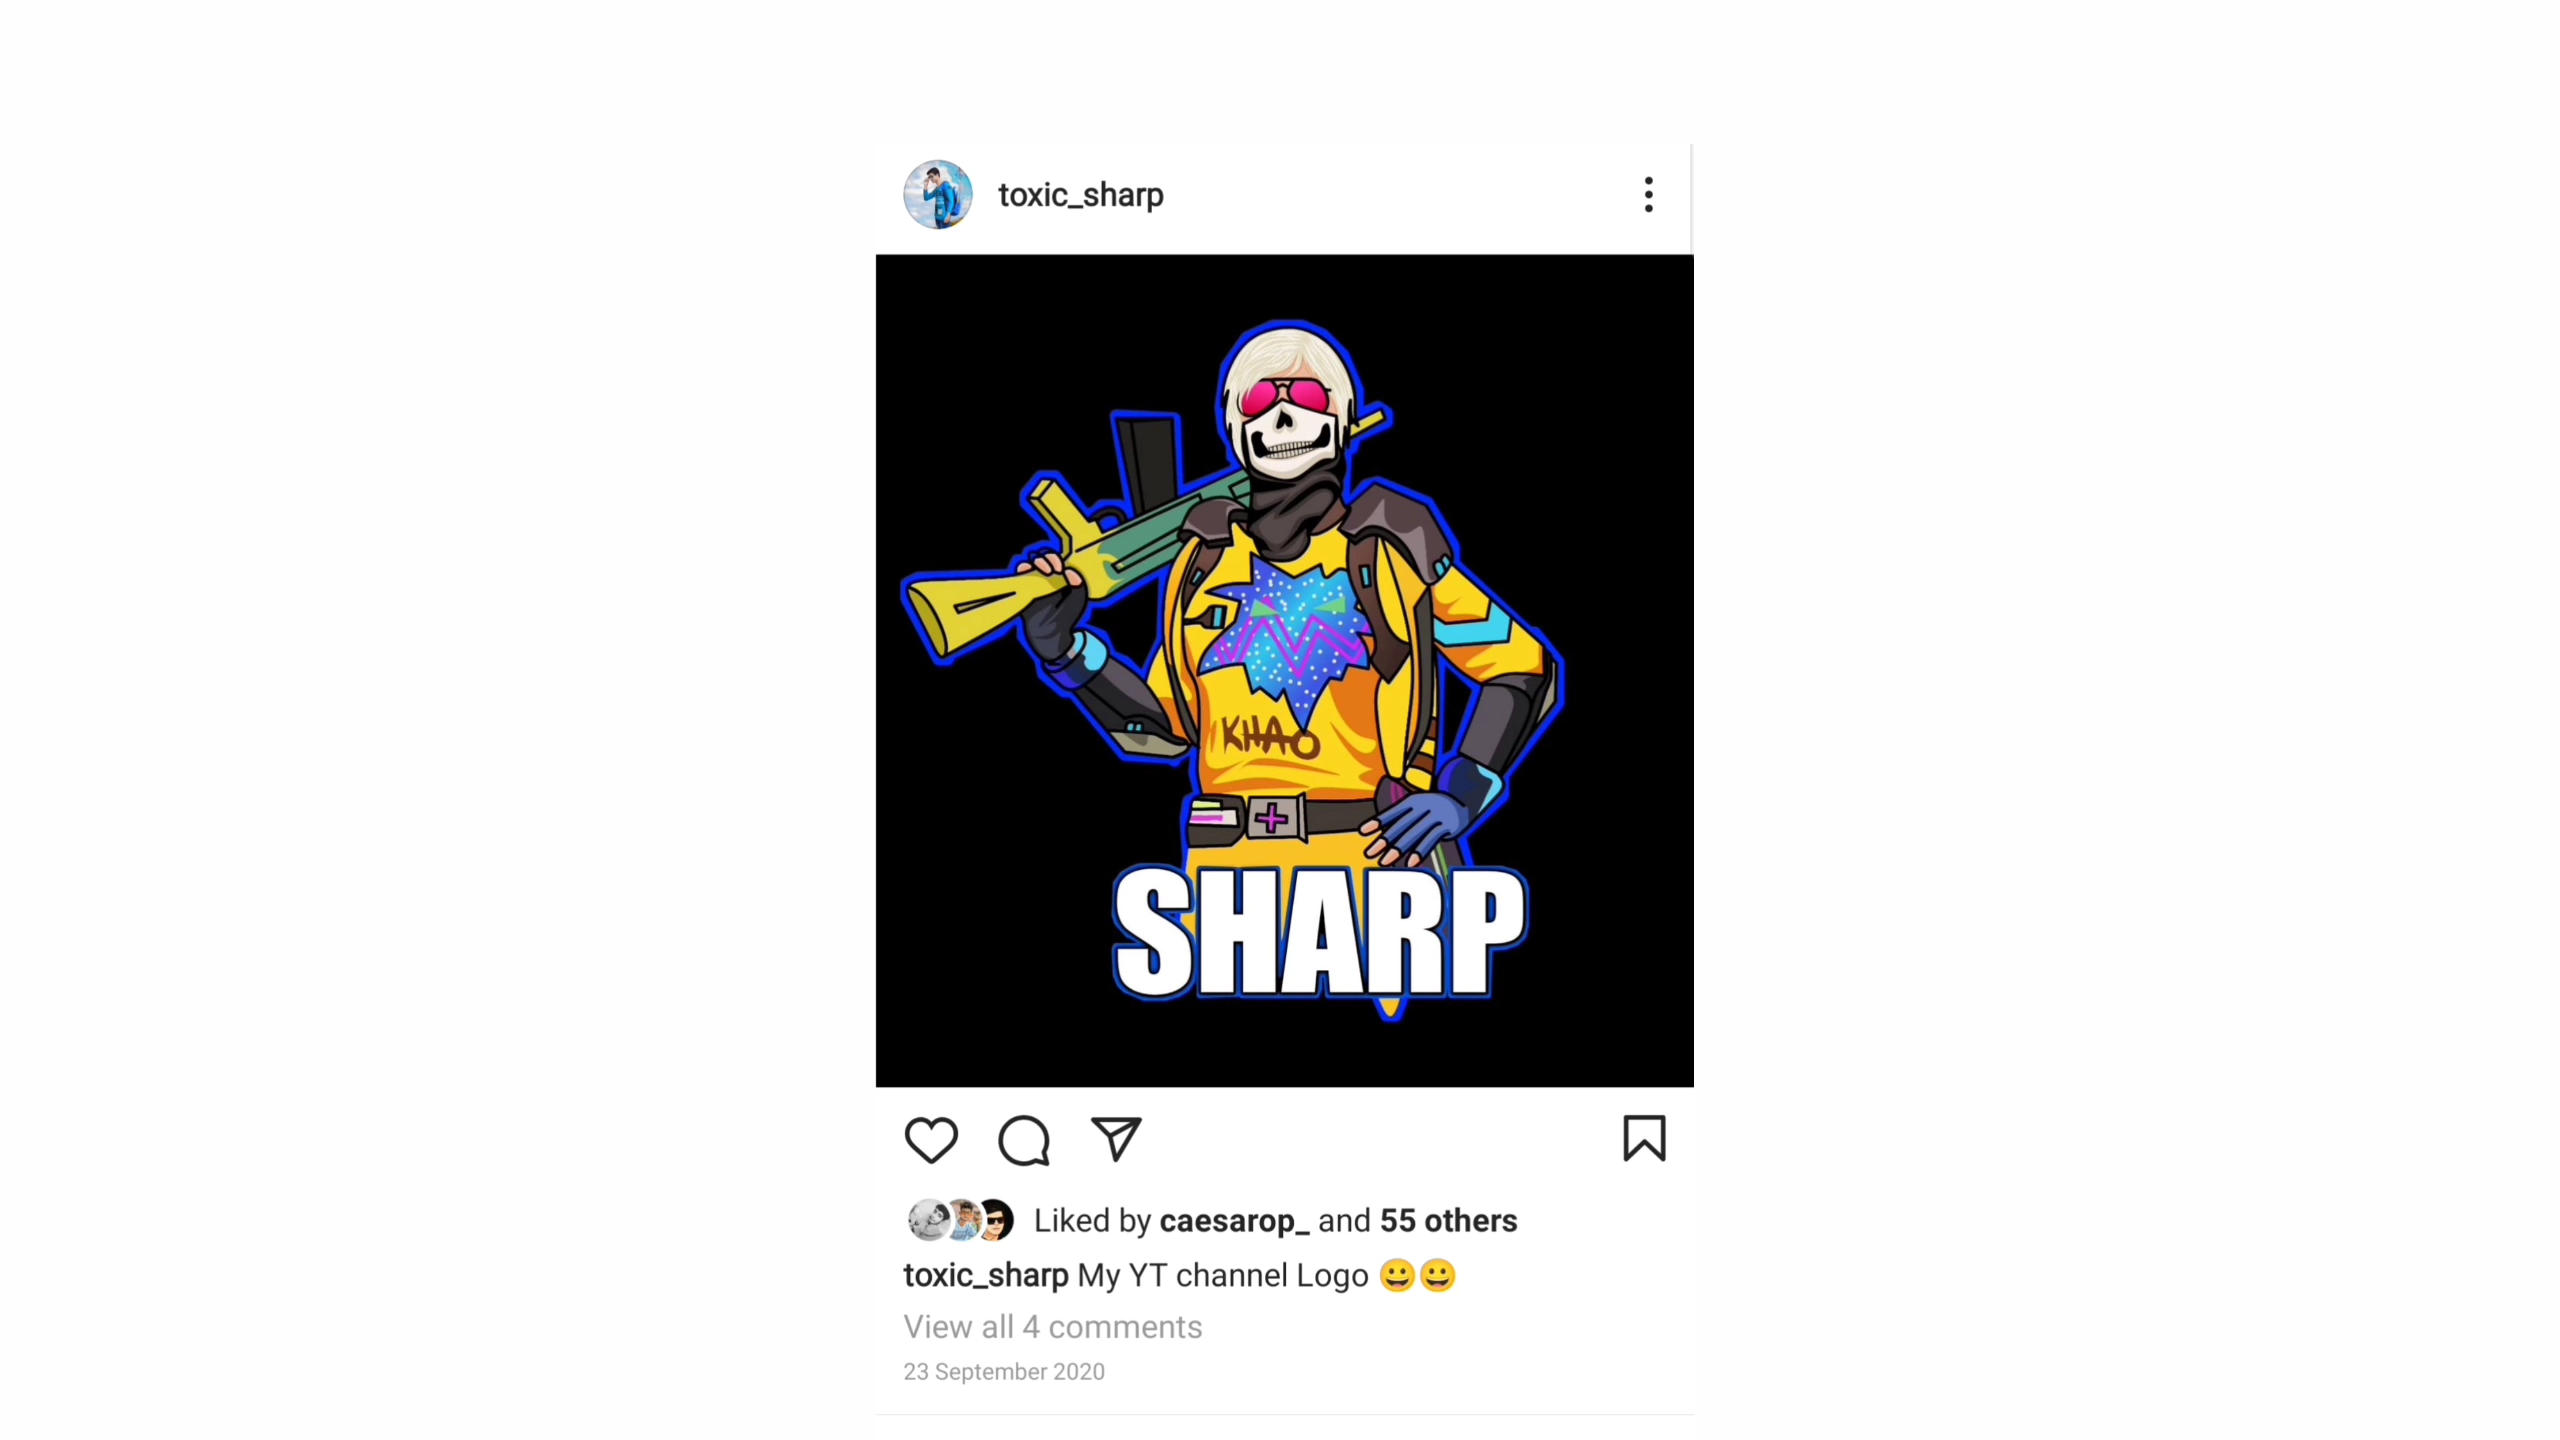 toxic_sharp
KHAO
SHARP
Liked by caesarop_ and 55 others
toxic_sharp My YT channel Logo 😀😀
View all 4 comments
23 September 2020